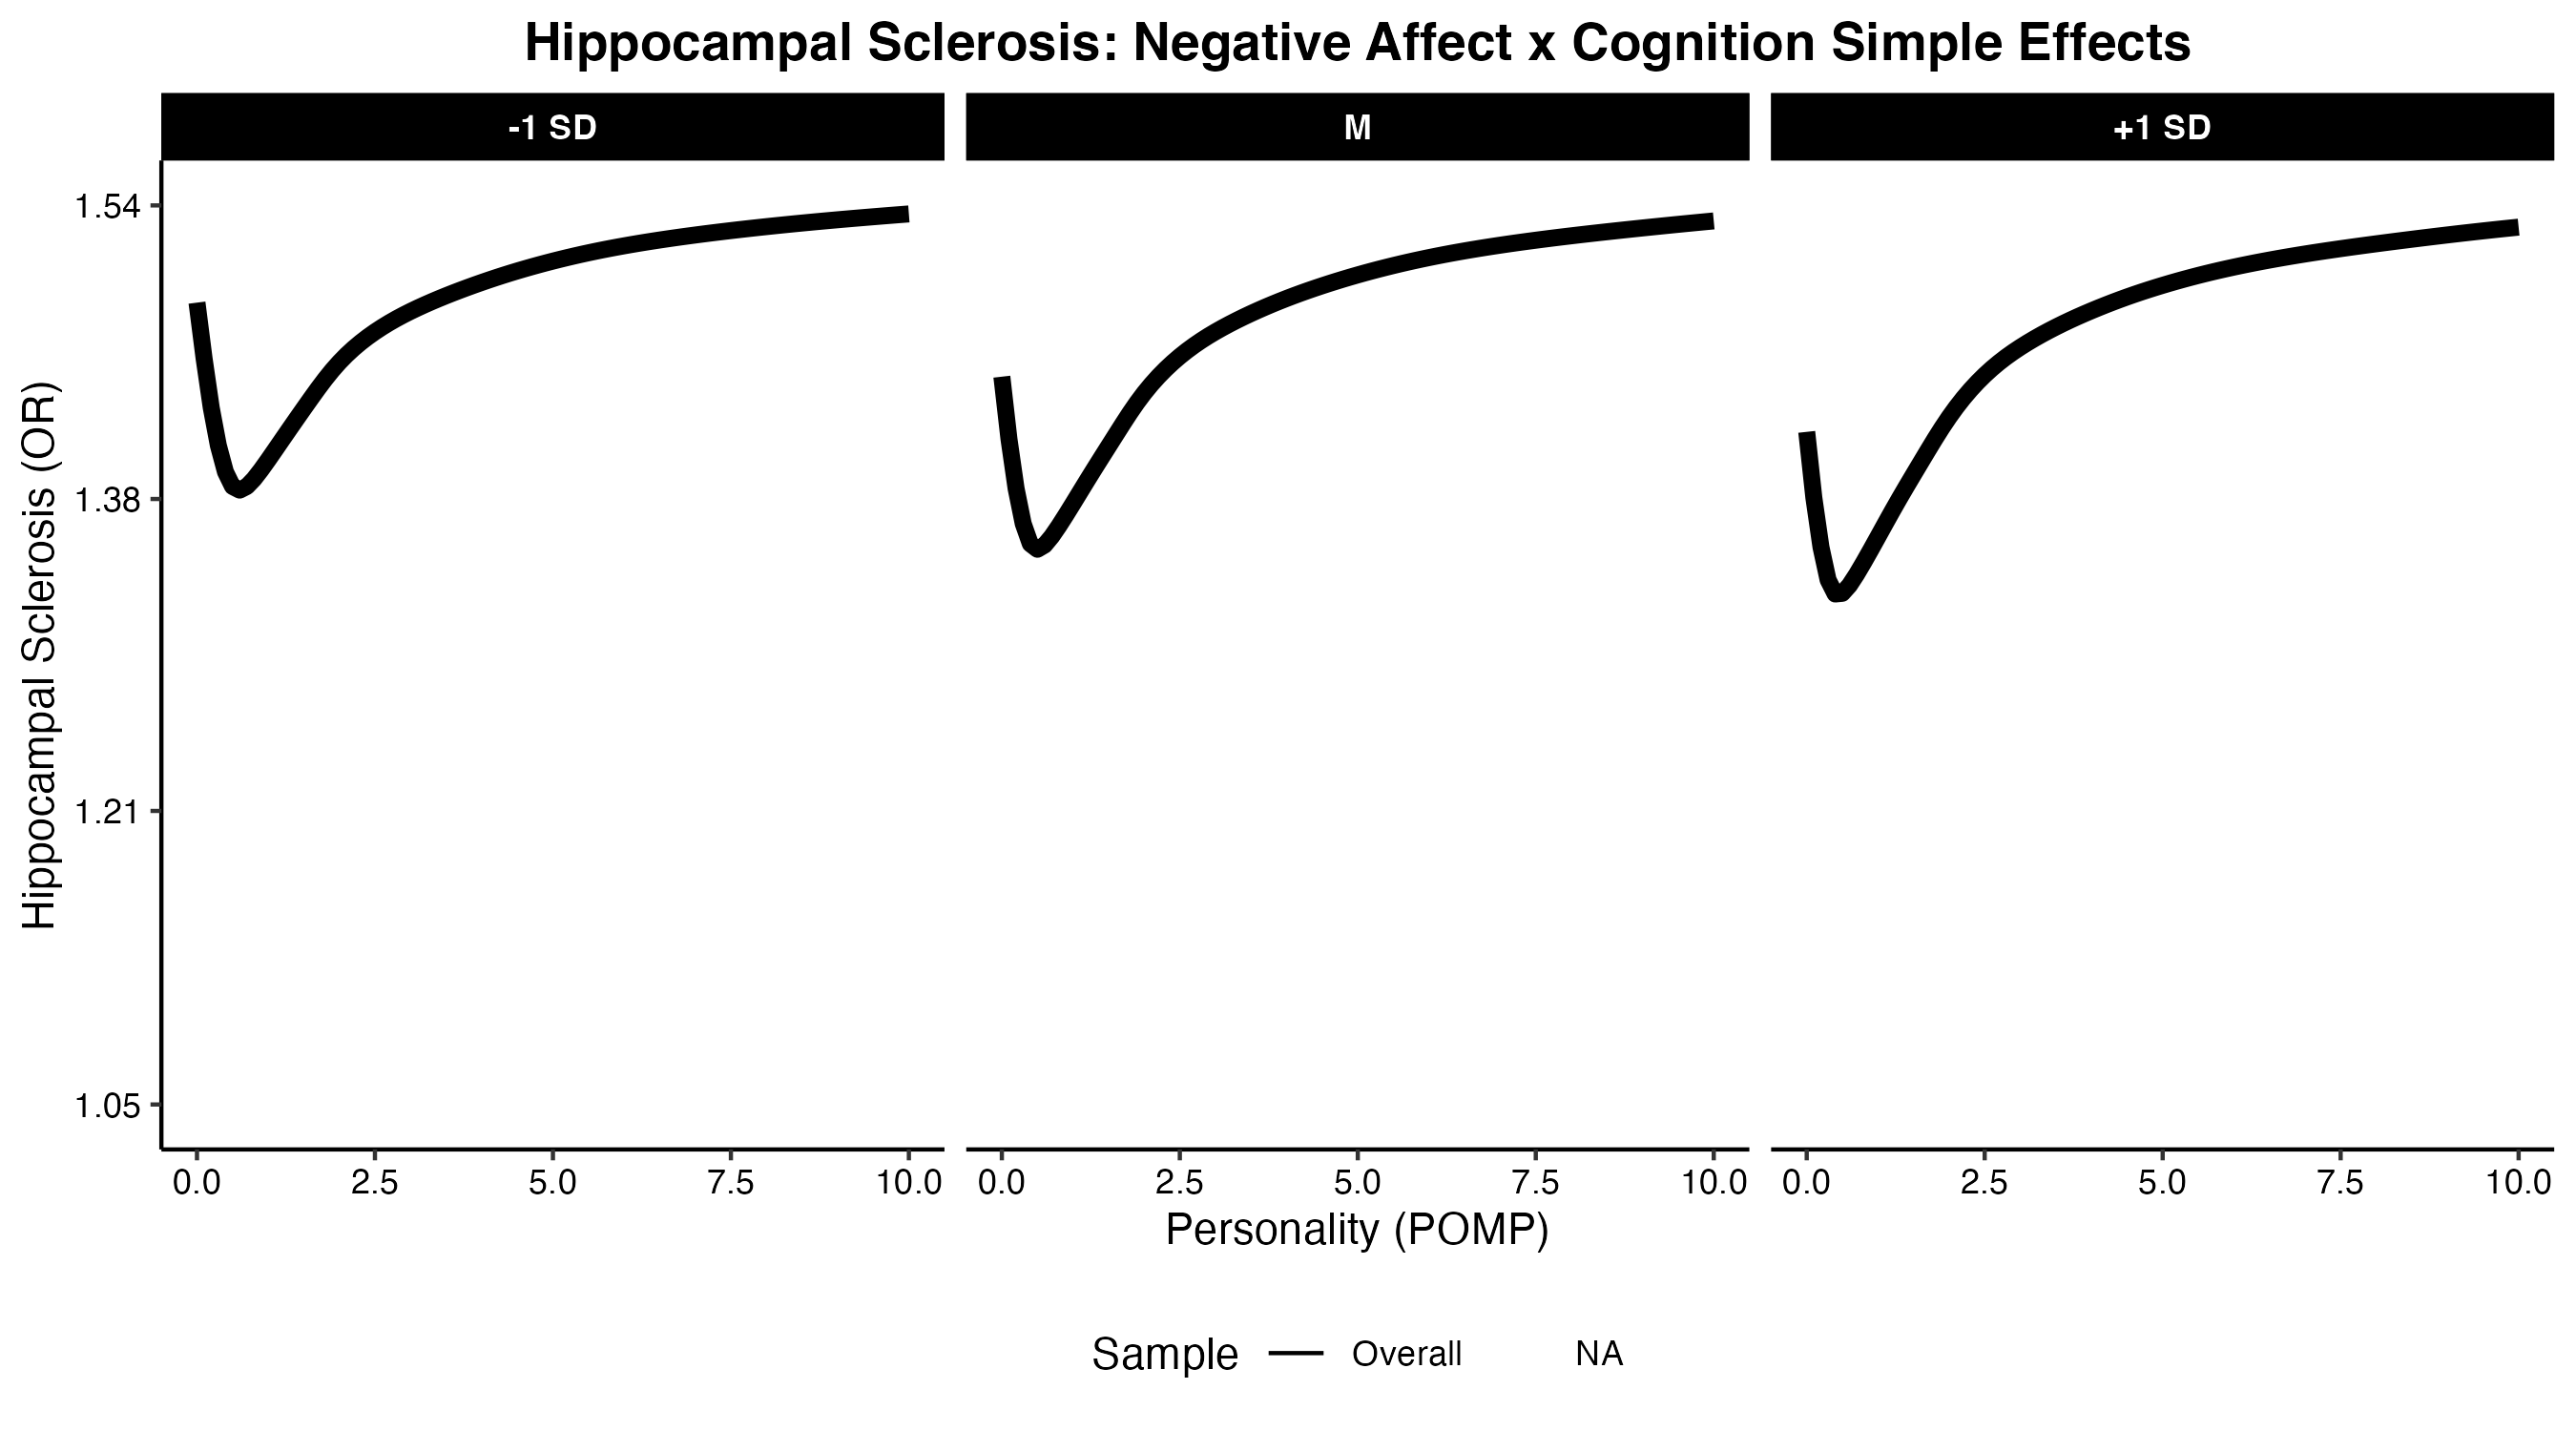 Hippocampal Sclerosis: Negative Affect x Cognition Simple Effects
-1 SD
M
+1 SD
Hippocampal Sclerosis (OR)
1.54
1.38
1.21
1.05
0.0 2.5 5.0 7.5 10.0
0.0 2.5 5.0 7.5 10.0
0.0 2.5 5.0 7.5 10.0
Personality (POMP)
Sample Overall NA